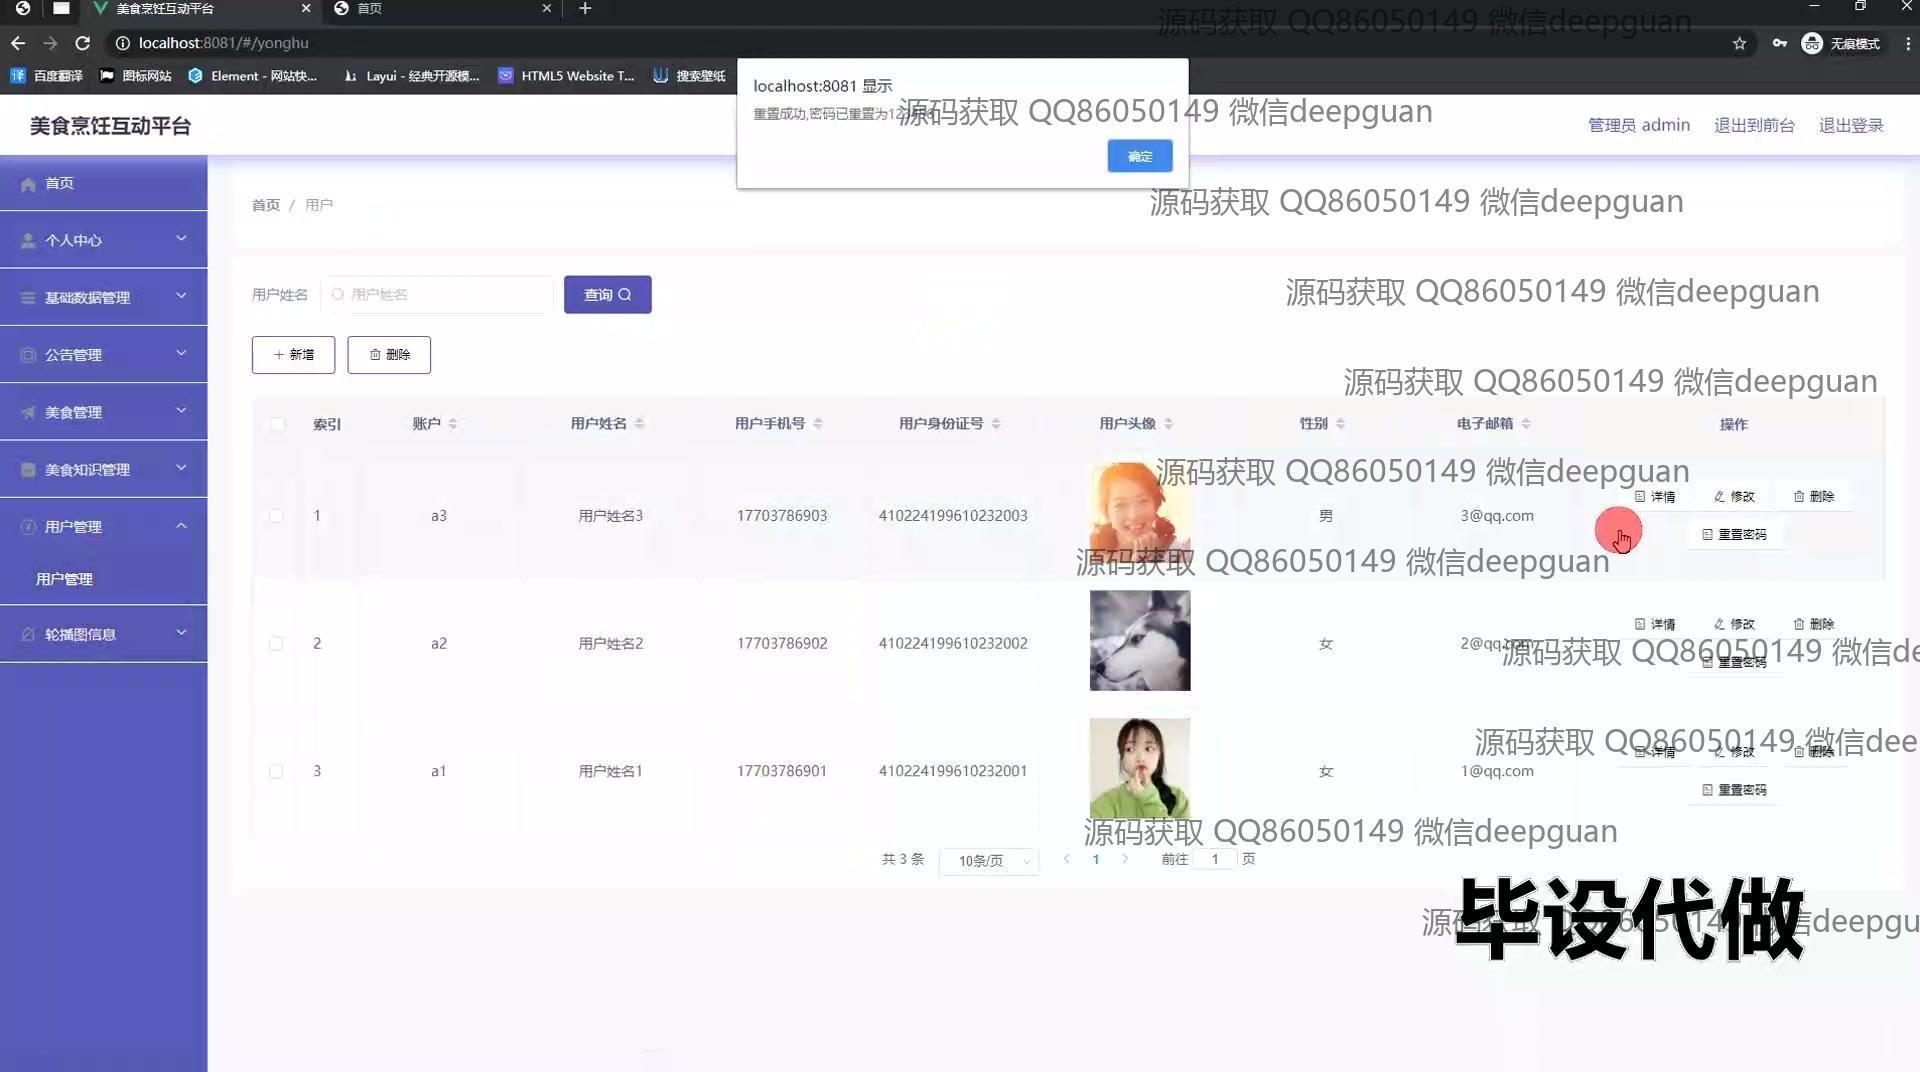 美食烹饪互动平台
首页
localhost:8081/#/yonghu
无痕模式
百度翻译
图标网站
Element - 网站快...
Layui - 经典开源模...
HTML5 Website T...
搜索壁纸
源码获取 QQ86050149 微信deepguan
localhost:8081 显示
重置成功,密码已重置为12
源码获取 QQ86050149 微信deepguan
确定
美食烹饪互动平台
管理员 admin
退出到前台
退出登录
首页
个人中心
基础数据管理
公告管理
美食管理
美食知识管理
用户管理
用户管理
轮播图信息
首页 / 用户
源码获取 QQ86050149 微信deepguan
用户姓名
用户姓名
查询
源码获取 QQ86050149 微信deepguan
新增
删除
源码获取 QQ86050149 微信deepguan
索引 账户 用户姓名 用户手机号 用户身份证号 用户头像 性别 电子邮箱 操作
源码获取 QQ86050149 微信deepguan
1 a3 用户姓名3 17703786903 410224199610232003 男 3@qq.com 详情 修改 删除
重置密码
源码获取 QQ86050149 微信deepguan
2 a2 用户姓名2 17703786902 410224199610232002 女 2@qq.com 详情 修改 删除
重置密码
源码获取 QQ86050149 微信de
源码获取 QQ86050149 微信dee
3 a1 用户姓名1 17703786901 410224199610232001 女 1@qq.com 详情 修改 删除
重置密码
源码获取 QQ86050149 微信deepguan
共 3 条 10条/页 1 前往 1 页
毕设代做